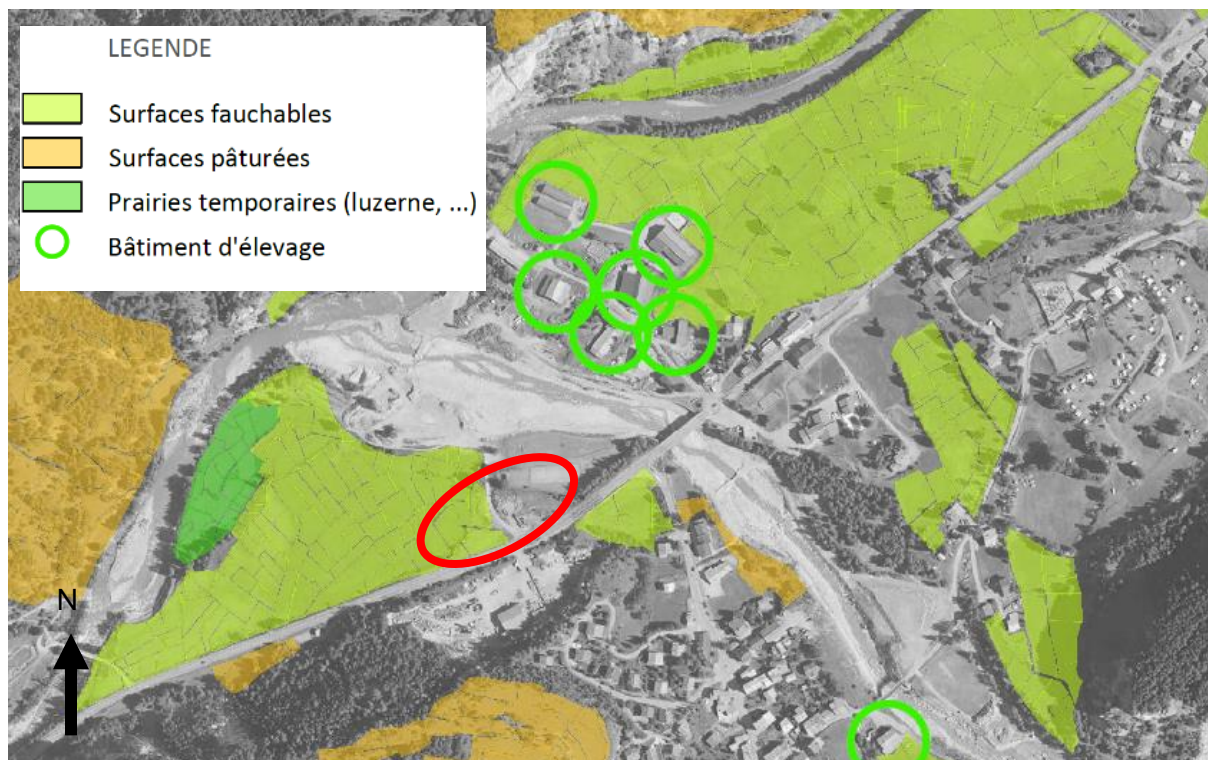 LEGENDE
Surfaces fauchables
Surfaces pâturées
Prairies temporaires (luzerne, ...)
Bâtiment d'élevage
N